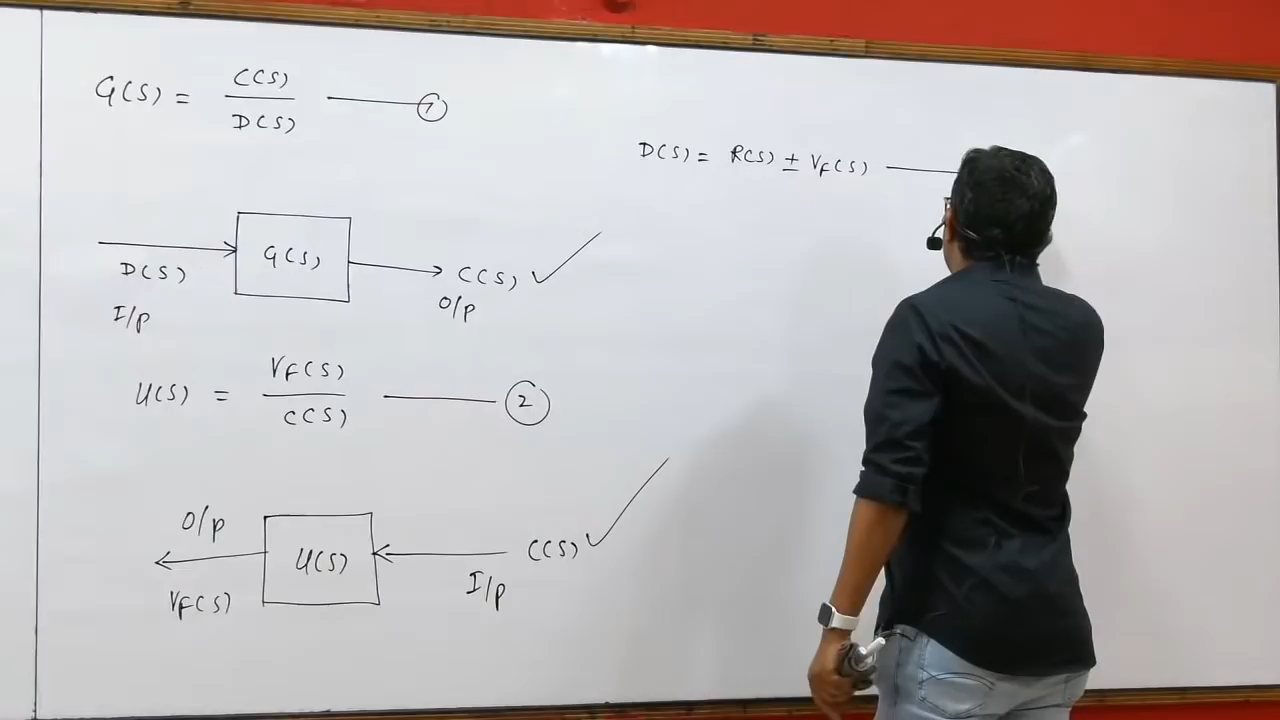 G(S) = C(S) / D(S) ——— ①
D(S) G(S) C(S) ✓
I/p O/p
U(S) = VF(S) / C(S) ——— ②
O/p U(S) C(S) ✓
VF(S) I/p
D(S) = R(S) ± VF(S) ———